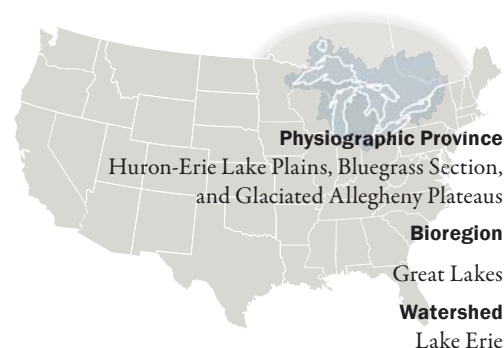 Physiographic Province
Huron-Erie Lake Plains, Bluegrass Section,
and Glaciated Allegheny Plateaus
Bioregion
Great Lakes
Watershed
Lake Erie